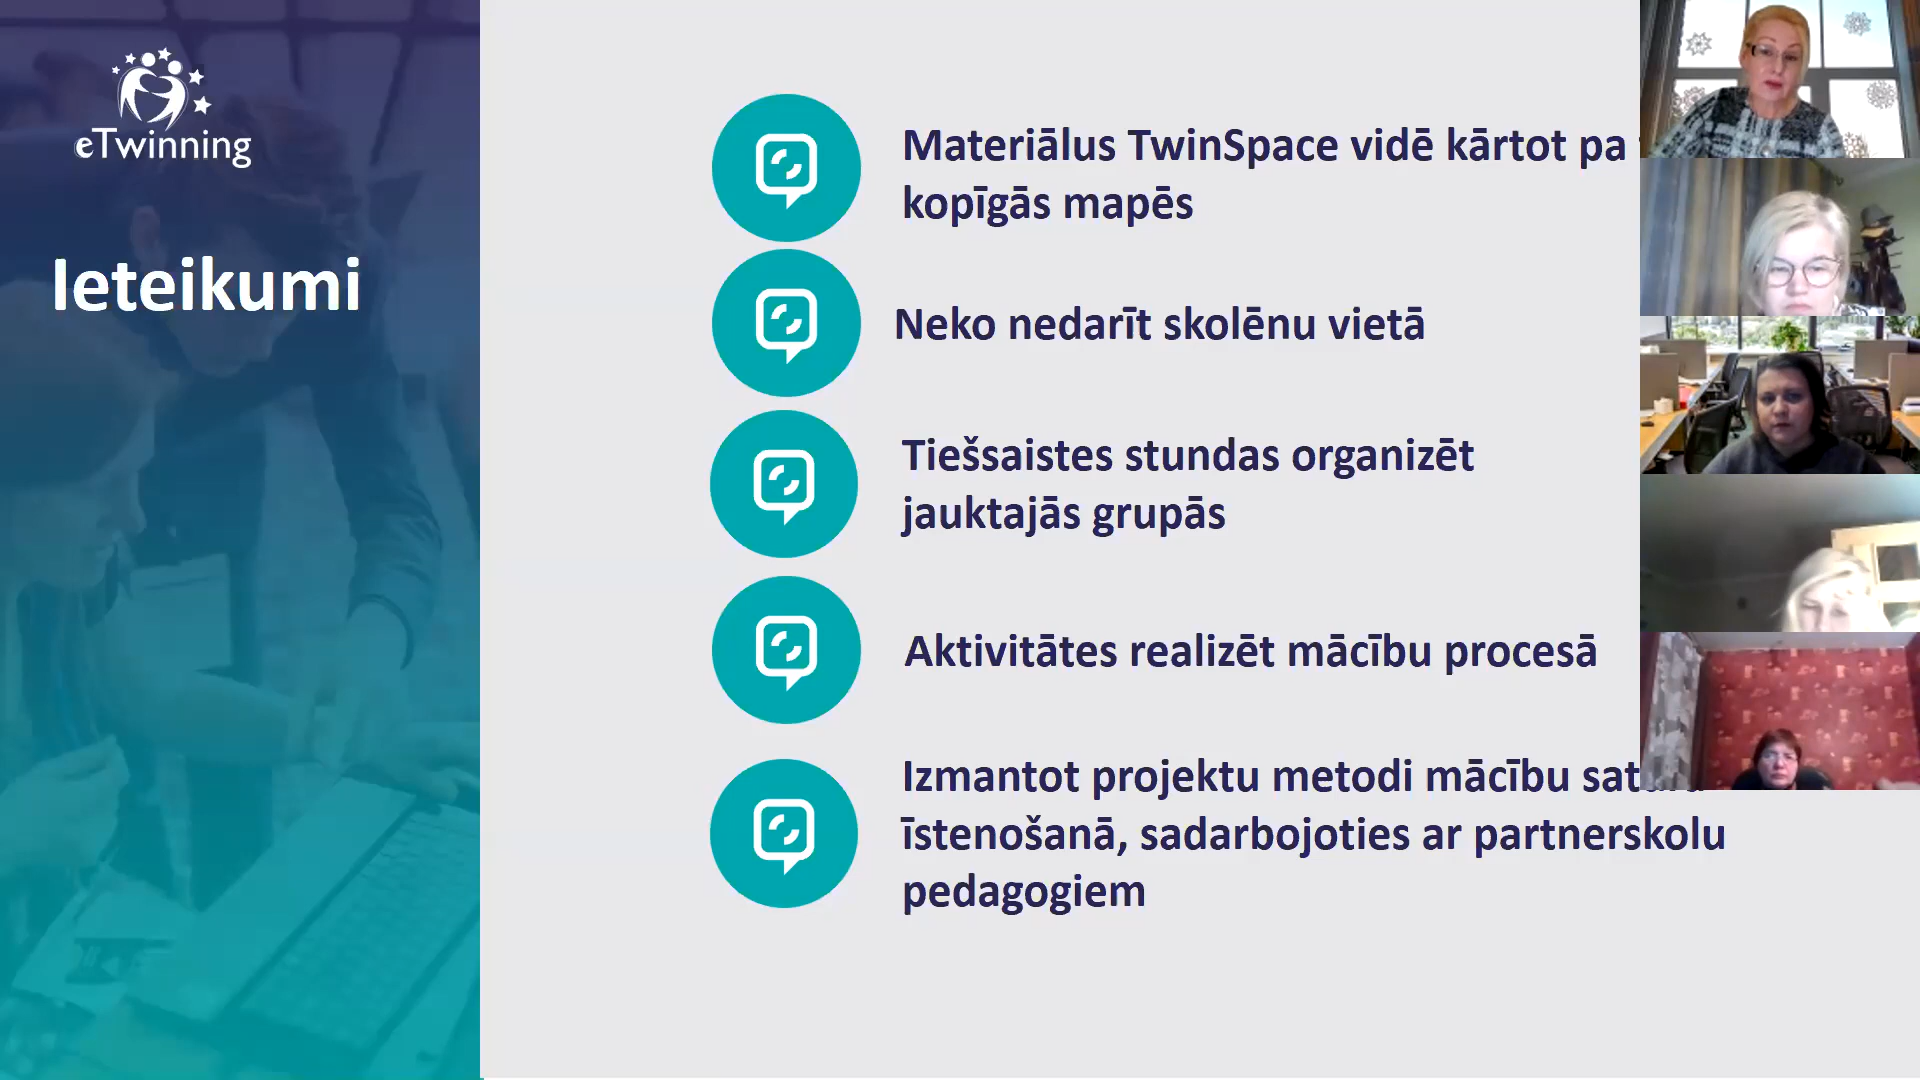 eTwinning
Ieteikumi
Materiālus TwinSpace vidē kārtot pa
kopīgās mapēs
Neko nedarīt skolēnu vietā
Tiešsaistes stundas organizēt
jauktajās grupās
Aktivitātes realizēt mācību procesā
Izmantot projektu metodi mācību
īstenošanā, sadarbojoties ar partnerskolu
pedagogiem